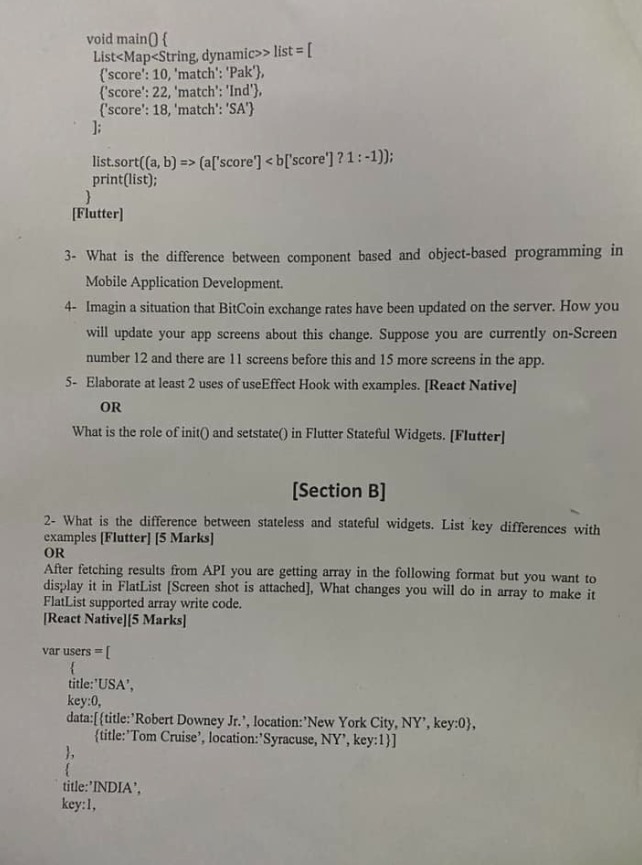 void main() {
List<Map<String, dynamic>> list = [
{'score': 10, 'match': 'Pak'},
{'score': 22, 'match': 'Ind'},
{'score': 18, 'match': 'SA'}
];
list.sort((a, b) => (a['score'] < b['score'] ? 1 : -1));
print(list);
}
[Flutter]
3- What is the difference between component based and object-based programming in
Mobile Application Development.
4- Imagin a situation that BitCoin exchange rates have been updated on the server. How you
will update your app screens about this change. Suppose you are currently on-Screen
number 12 and there are 11 screens before this and 15 more screens in the app.
5- Elaborate at least 2 uses of useEffect Hook with examples. [React Native]
OR
What is the role of init() and setstate() in Flutter Stateful Widgets. [Flutter]
[Section B]
2- What is the difference between stateless and stateful widgets. List key differences with
examples [Flutter] [5 Marks]
OR
After fetching results from API you are getting array in the following format but you want to
display it in FlatList [Screen shot is attached], What changes you will do in array to make it
FlatList supported array write code.
[React Native][5 Marks]
var users = [
{
title:'USA',
key:0,
data:[{title:'Robert Downey Jr.', location:'New York City, NY', key:0},
{title:'Tom Cruise', location:'Syracuse, NY', key:1}]
},
{
title:'INDIA',
key:1,